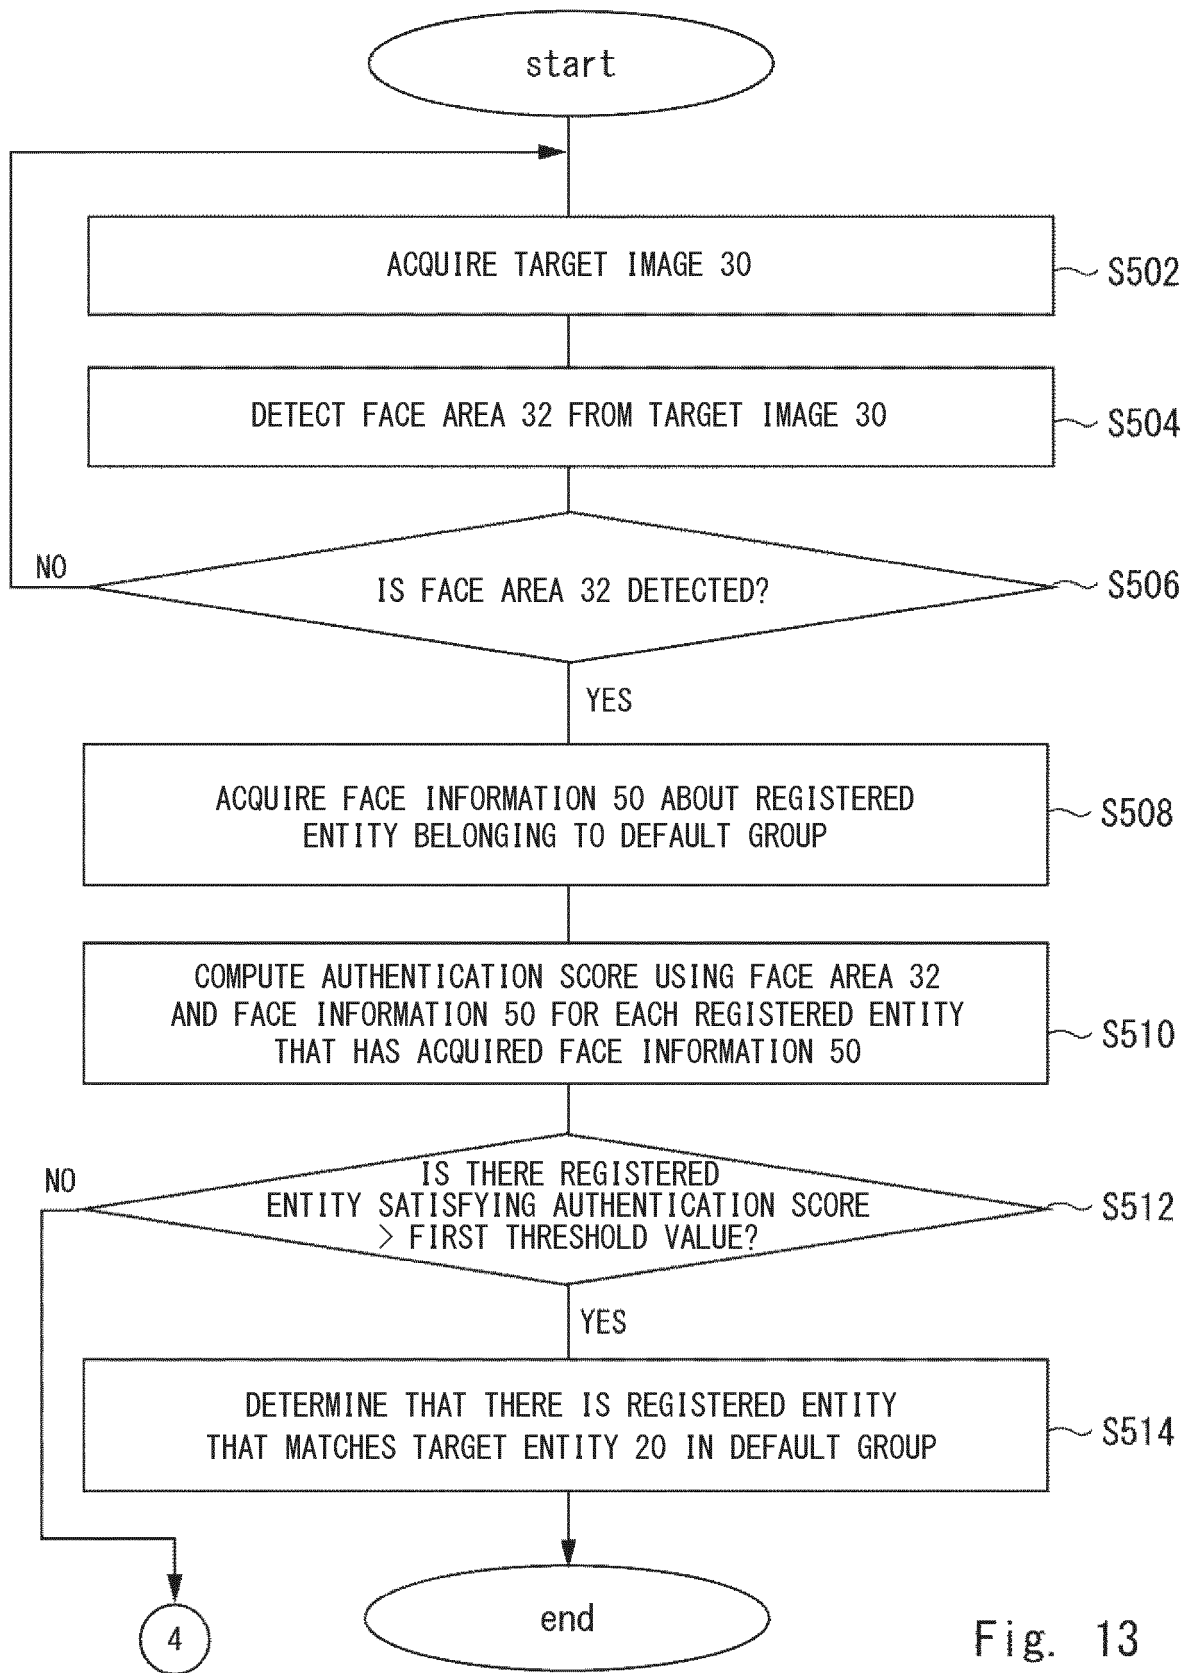 start
ACQUIRE TARGET IMAGE 30
S502
DETECT FACE AREA 32 FROM TARGET IMAGE 30
S504
NO
IS FACE AREA 32 DETECTED?
S506
YES
ACQUIRE FACE INFORMATION 50 ABOUT REGISTERED
ENTITY BELONGING TO DEFAULT GROUP
S508
COMPUTE AUTHENTICATION SCORE USING FACE AREA 32
AND FACE INFORMATION 50 FOR EACH REGISTERED ENTITY
THAT HAS ACQUIRED FACE INFORMATION 50
S510
NO
IS THERE REGISTERED
ENTITY SATISFYING AUTHENTICATION SCORE
> FIRST THRESHOLD VALUE?
S512
YES
DETERMINE THAT THERE IS REGISTERED ENTITY
THAT MATCHES TARGET ENTITY 20 IN DEFAULT GROUP
S514
4
end
Fig. 13